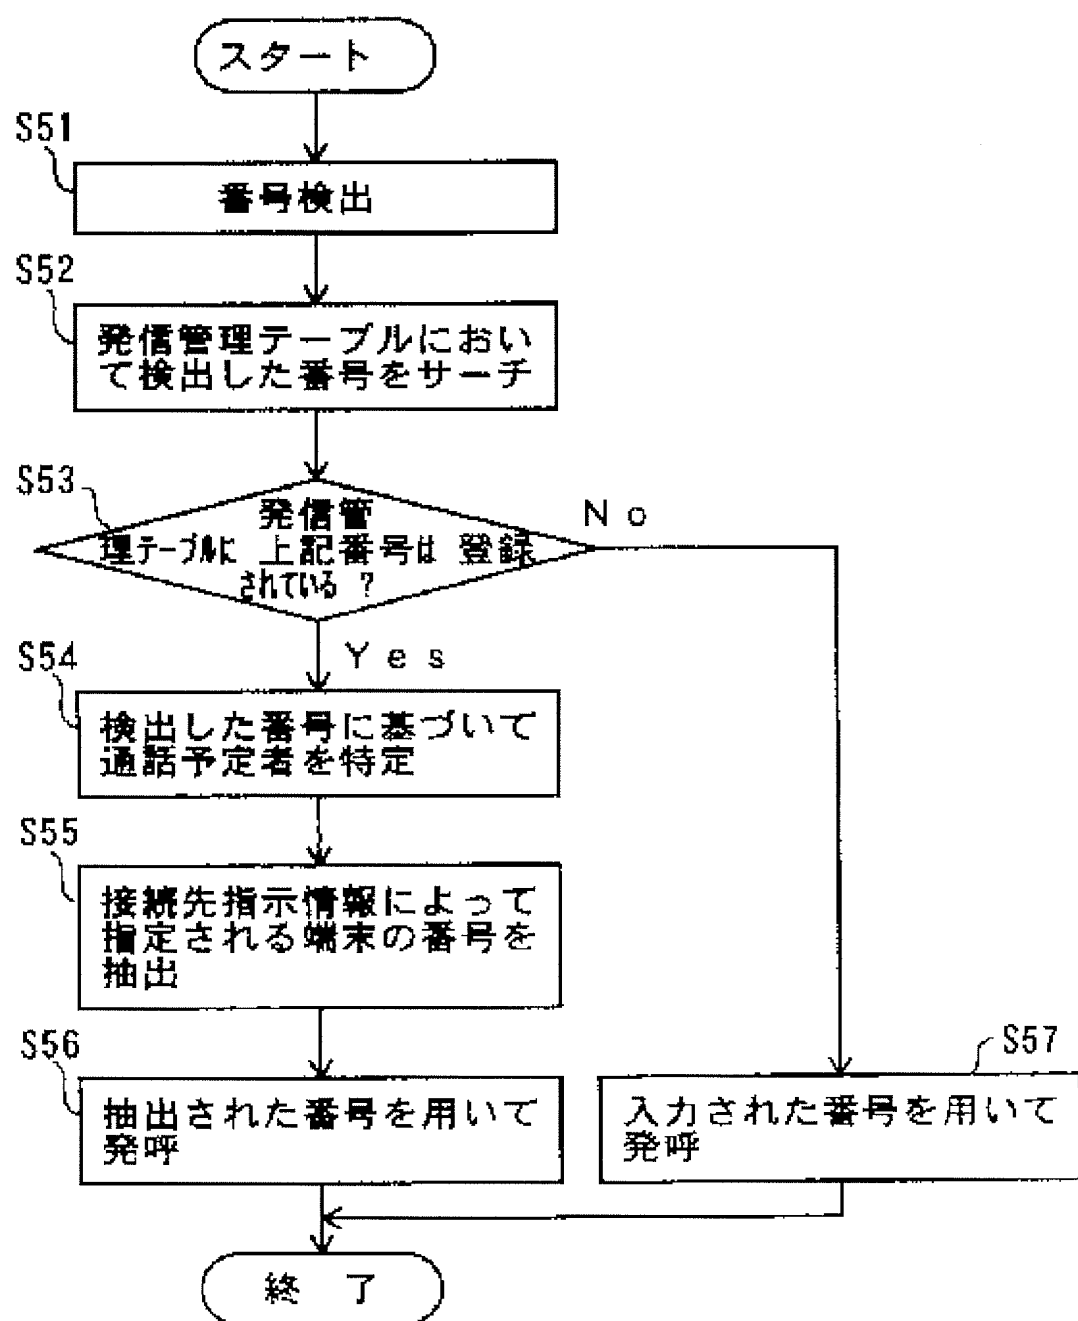 スタート
S51
番号検出
S52
発信管理テーブルにおい
て検出した番号をサーチ
S53
発信管
理テーブルに 上記番号は 登録
されている ?
No
Yes
S54
検出した番号に基づいて
通話予定者を特定
S55
接続先指示情報によって
指定される端末の番号を
抽出
S56
抽出された番号を用いて
発呼
S57
入力された番号を用いて
発呼
終 了